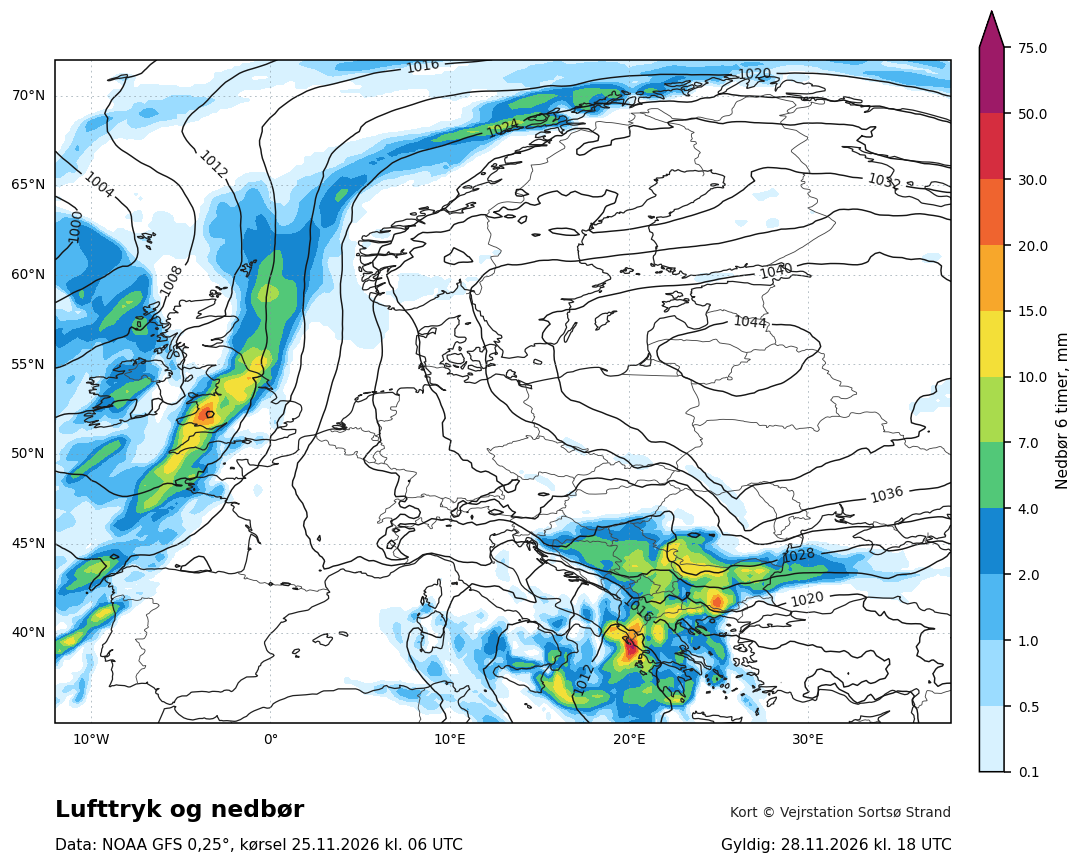 75.0
50.0
30.0
20.0
15.0
10.0
7.0
4.0
2.0
1.0
0.5
0.1
Nedbør 6 timer, mm
70°N
65°N
60°N
55°N
50°N
45°N
40°N
10°W
0°
10°E
20°E
30°E
1016
1020
1024
1012
1004
1032
1000
1008
1040
1044
1036
1028
1020
1016
1012
Lufttryk og nedbør
Kort © Vejrstation Sortsø Strand
Data: NOAA GFS 0,25°, kørsel 25.11.2026 kl. 06 UTC
Gyldig: 28.11.2026 kl. 18 UTC